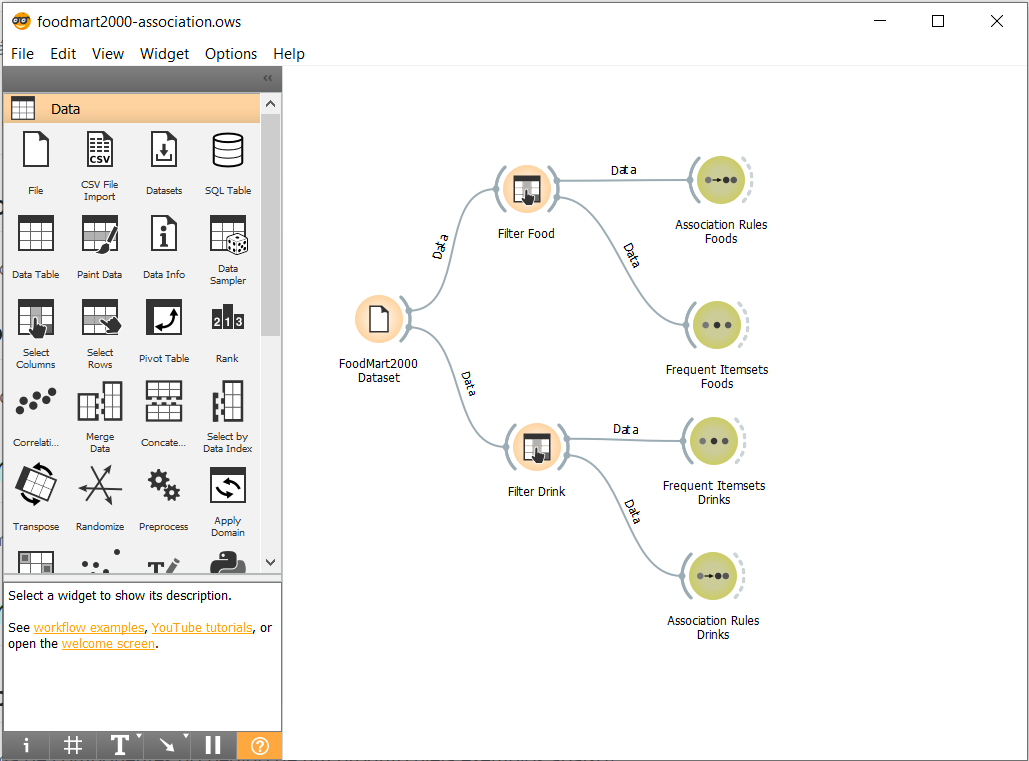 foodmart2000-association.ows
File Edit View Widget Options Help
Data
File
CSV File
Import
Datasets
SQL Table
CSV
Data Table
Paint Data
Data Info
Data
Sampler
Select
Columns
Select
Rows
Pivot Table
Rank
2 1 3
Correlati...
Merge
Data
Concate...
Select by
Data Index
Transpose
Randomize
Preprocess
Apply
Domain
Select a widget to show its description.
See workflow examples, YouTube tutorials, or
open the welcome screen.
FoodMart2000
Dataset
Data
Data
Filter Food
Filter Drink
Data
Data
Data
Data
Association Rules
Foods
Frequent Itemsets
Foods
Frequent Itemsets
Drinks
Association Rules
Drinks